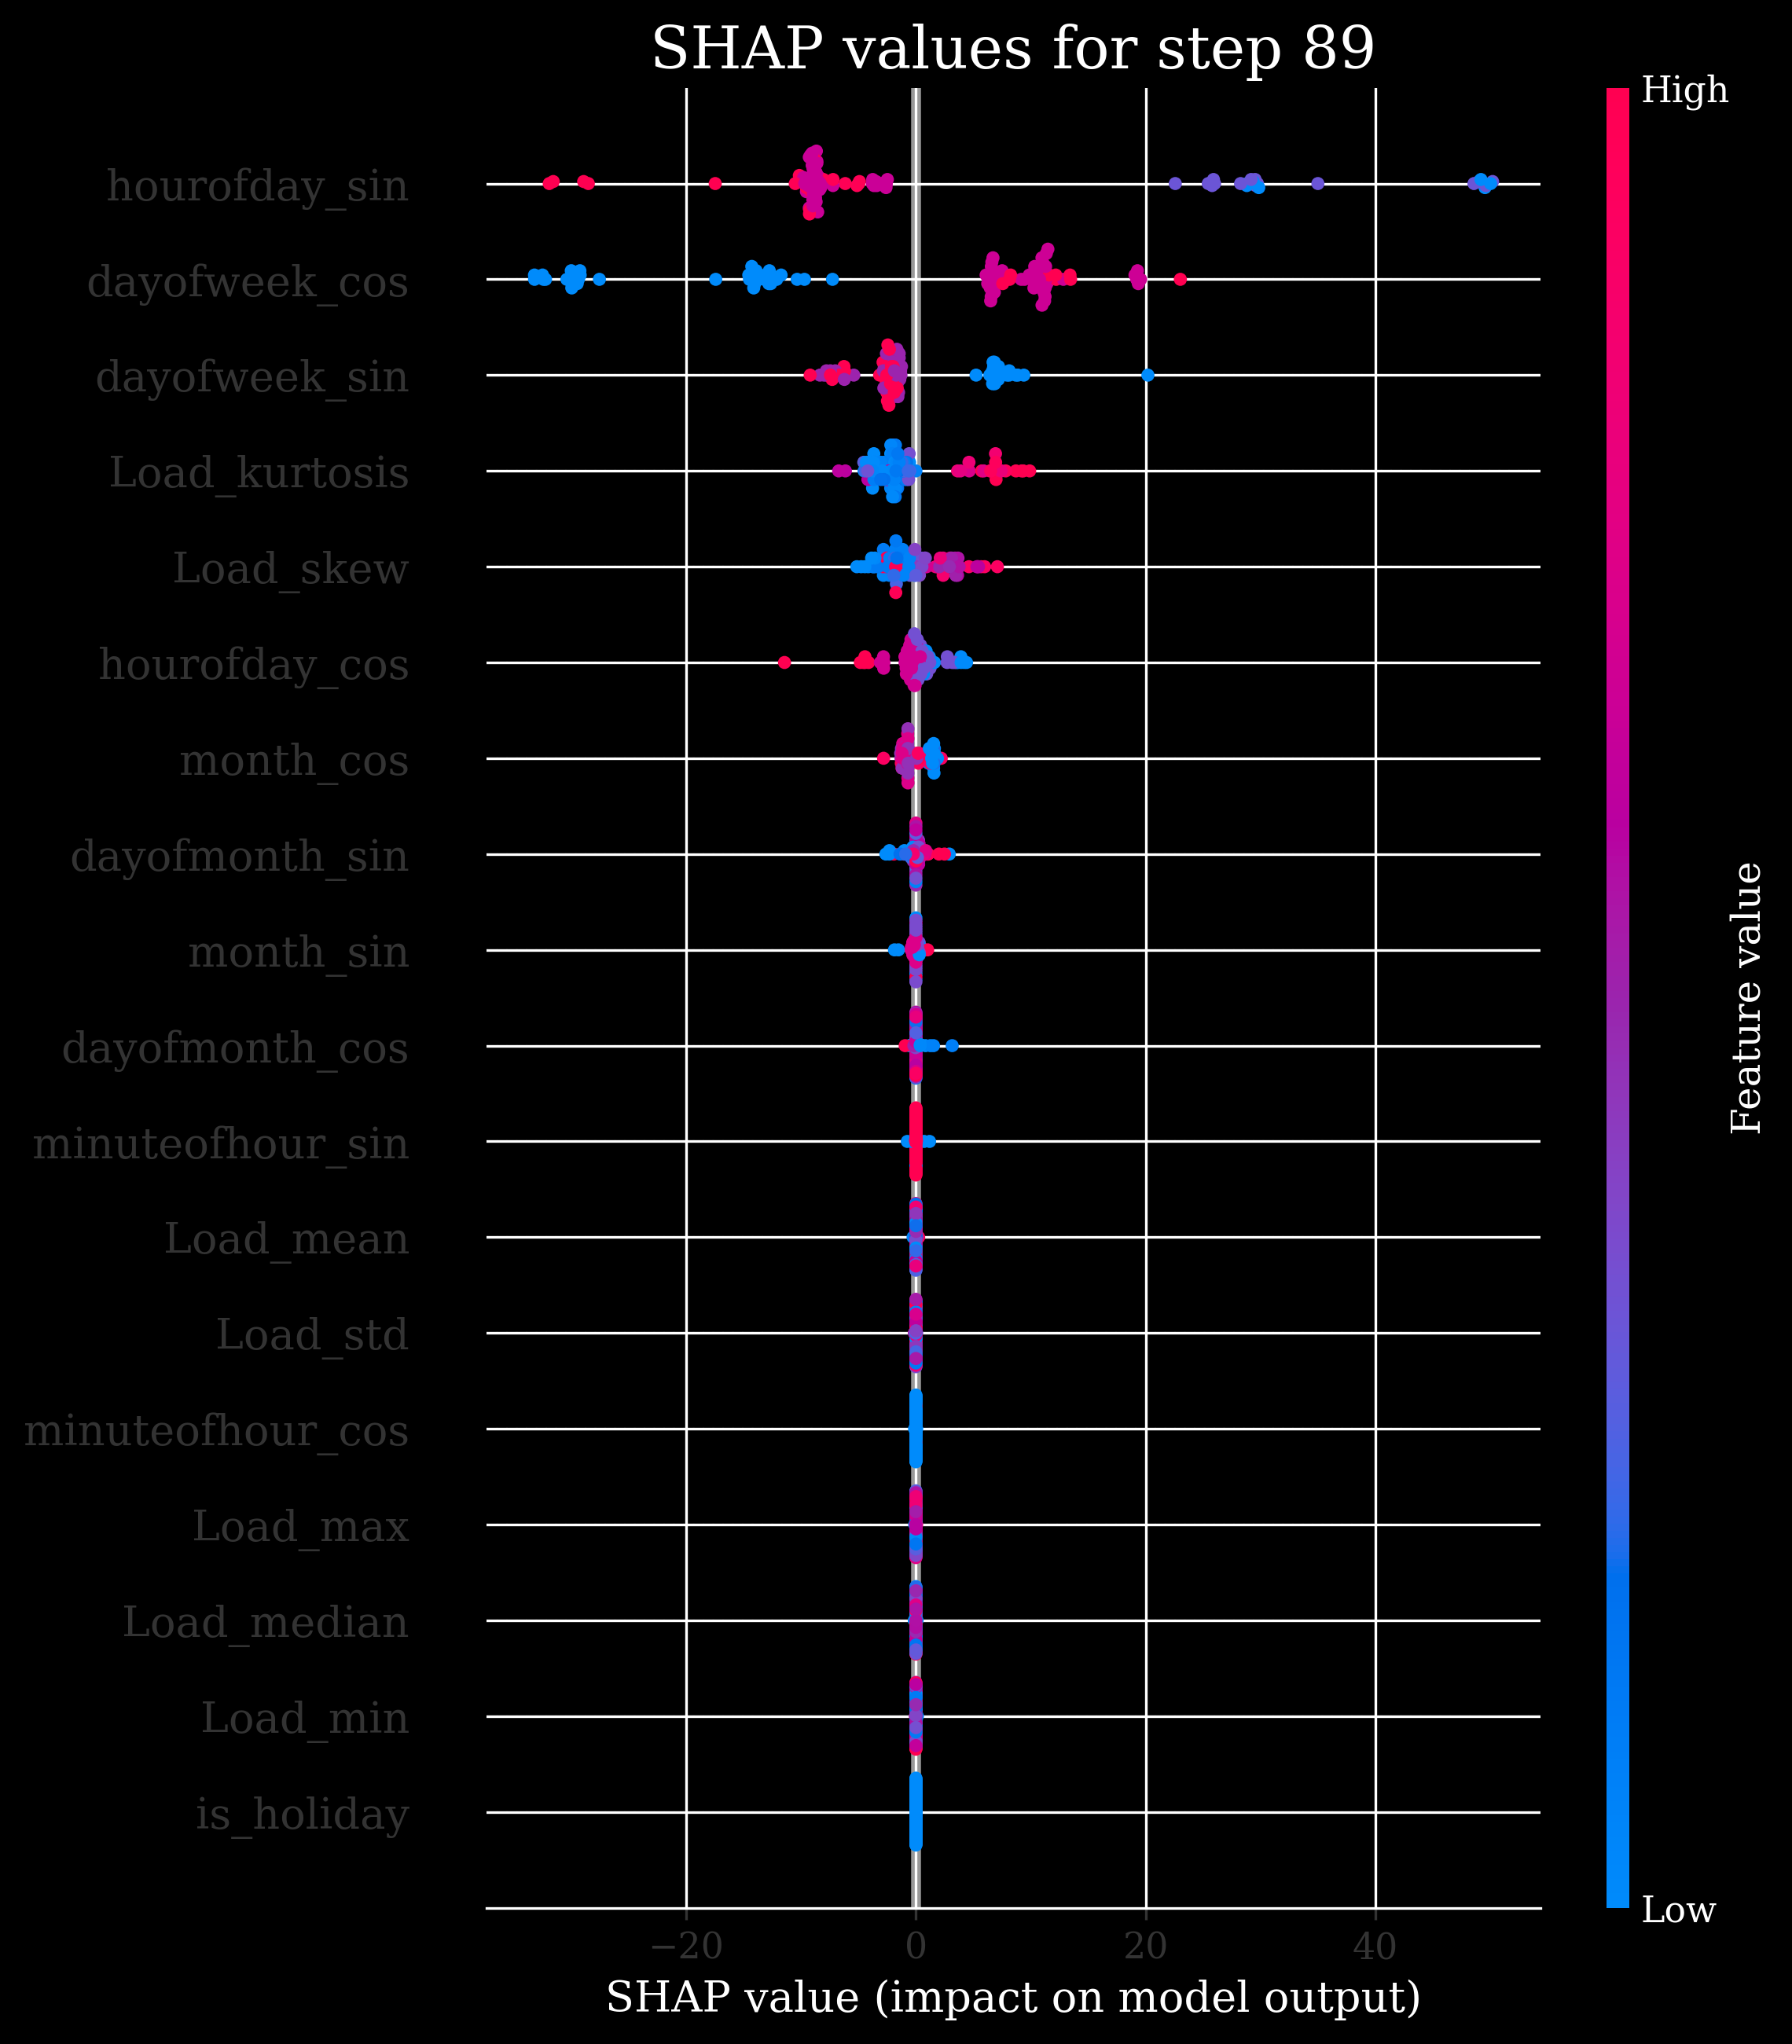 SHAP values for step 89
High
hourofday_sin
dayofweek_cos
dayofweek_sin
Load_kurtosis
Load_skew
hourofday_cos
month_cos
dayofmonth_sin
month_sin
dayofmonth_cos
minuteofhour_sin
Load_mean
Load_std
minuteofhour_cos
Load_max
Load_median
Load_min
is_holiday
Feature value
Low
−20 0 20 40
SHAP value (impact on model output)